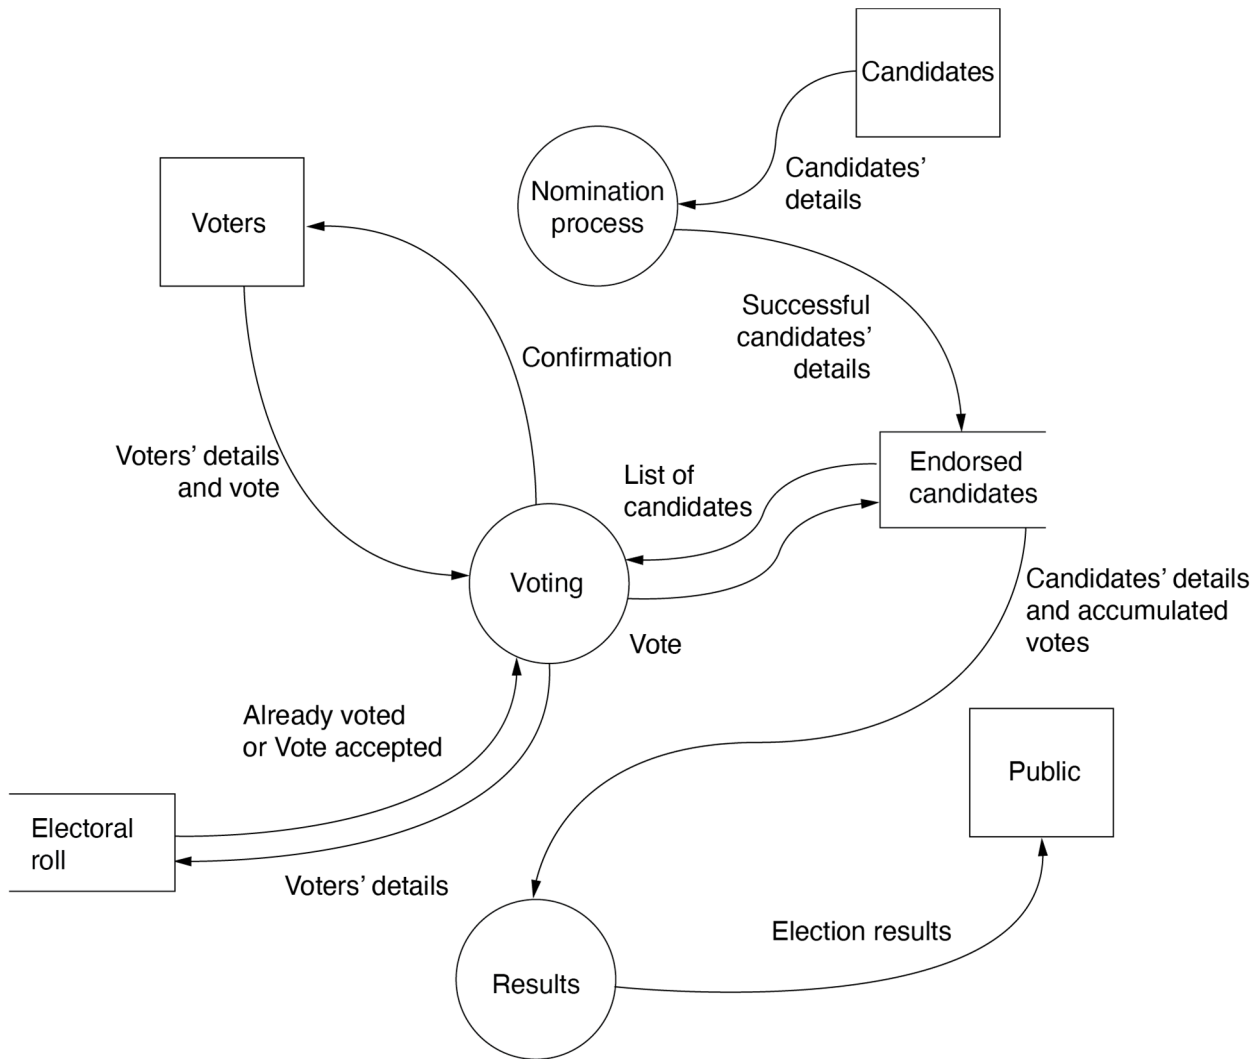 Candidates
Candidates’
details
Nomination
process
Voters
Successful
candidates’
details
Confirmation
Voters’ details
and vote
List of
candidates
Endorsed
candidates
Voting
Candidates’ details
and accumulated
votes
Vote
Already voted
or Vote accepted
Public
Electoral
roll
Voters’ details
Election results
Results